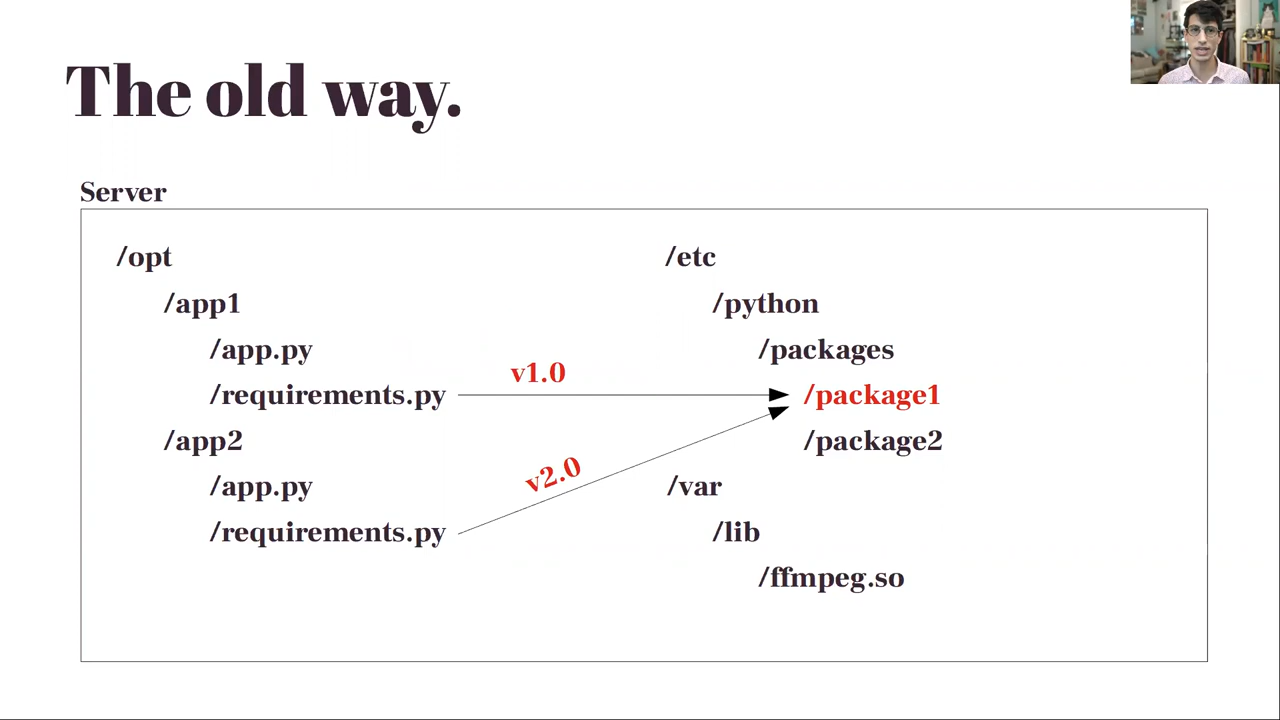 The old way.
Server
/opt
/app1
/app.py
/requirements.py
/app2
/app.py
/requirements.py
v1.0
v2.0
/etc
/python
/packages
/package1
/package2
/var
/lib
/ffmpeg.so